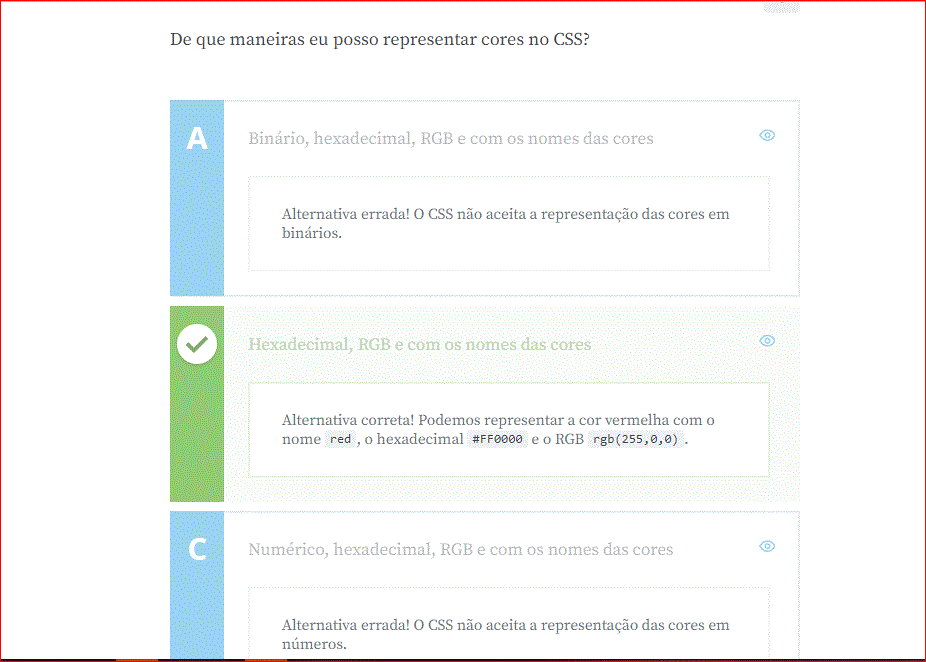 De que maneiras eu posso representar cores no CSS?
A
Binário, hexadecimal, RGB e com os nomes das cores
Alternativa errada! O CSS não aceita a representação das cores em
binários.
Hexadecimal, RGB e com os nomes das cores
Alternativa correta! Podemos representar a cor vermelha com o
nome red , o hexadecimal #FF0000 e o RGB rgb(255,0,0) .
C
Numérico, hexadecimal, RGB e com os nomes das cores
Alternativa errada! O CSS não aceita a representação das cores em
números.